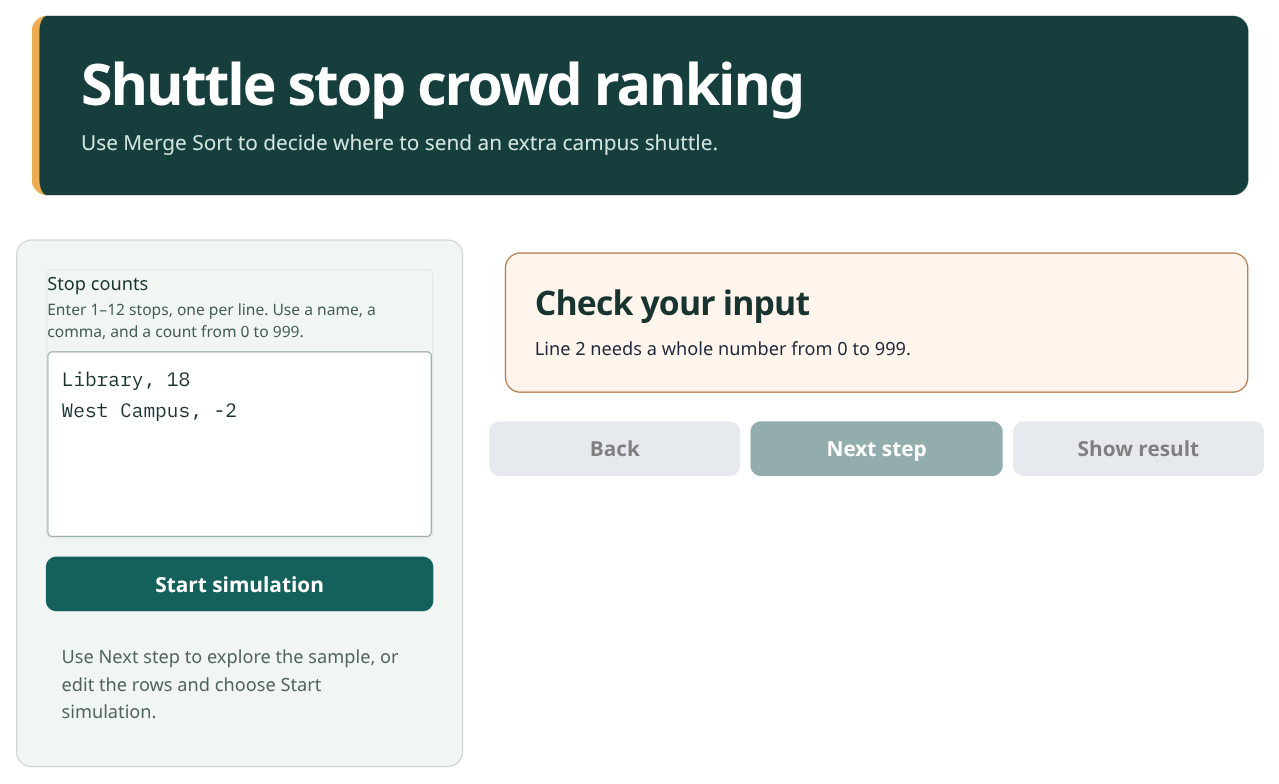 Shuttle stop crowd ranking
Use Merge Sort to decide where to send an extra campus shuttle.
Stop counts
Enter 1–12 stops, one per line. Use a name, a
comma, and a count from 0 to 999.
Library, 18
West Campus, -2
Start simulation
Use Next step to explore the sample, or
edit the rows and choose Start
simulation.
Check your input
Line 2 needs a whole number from 0 to 999.
Back
Next step
Show result